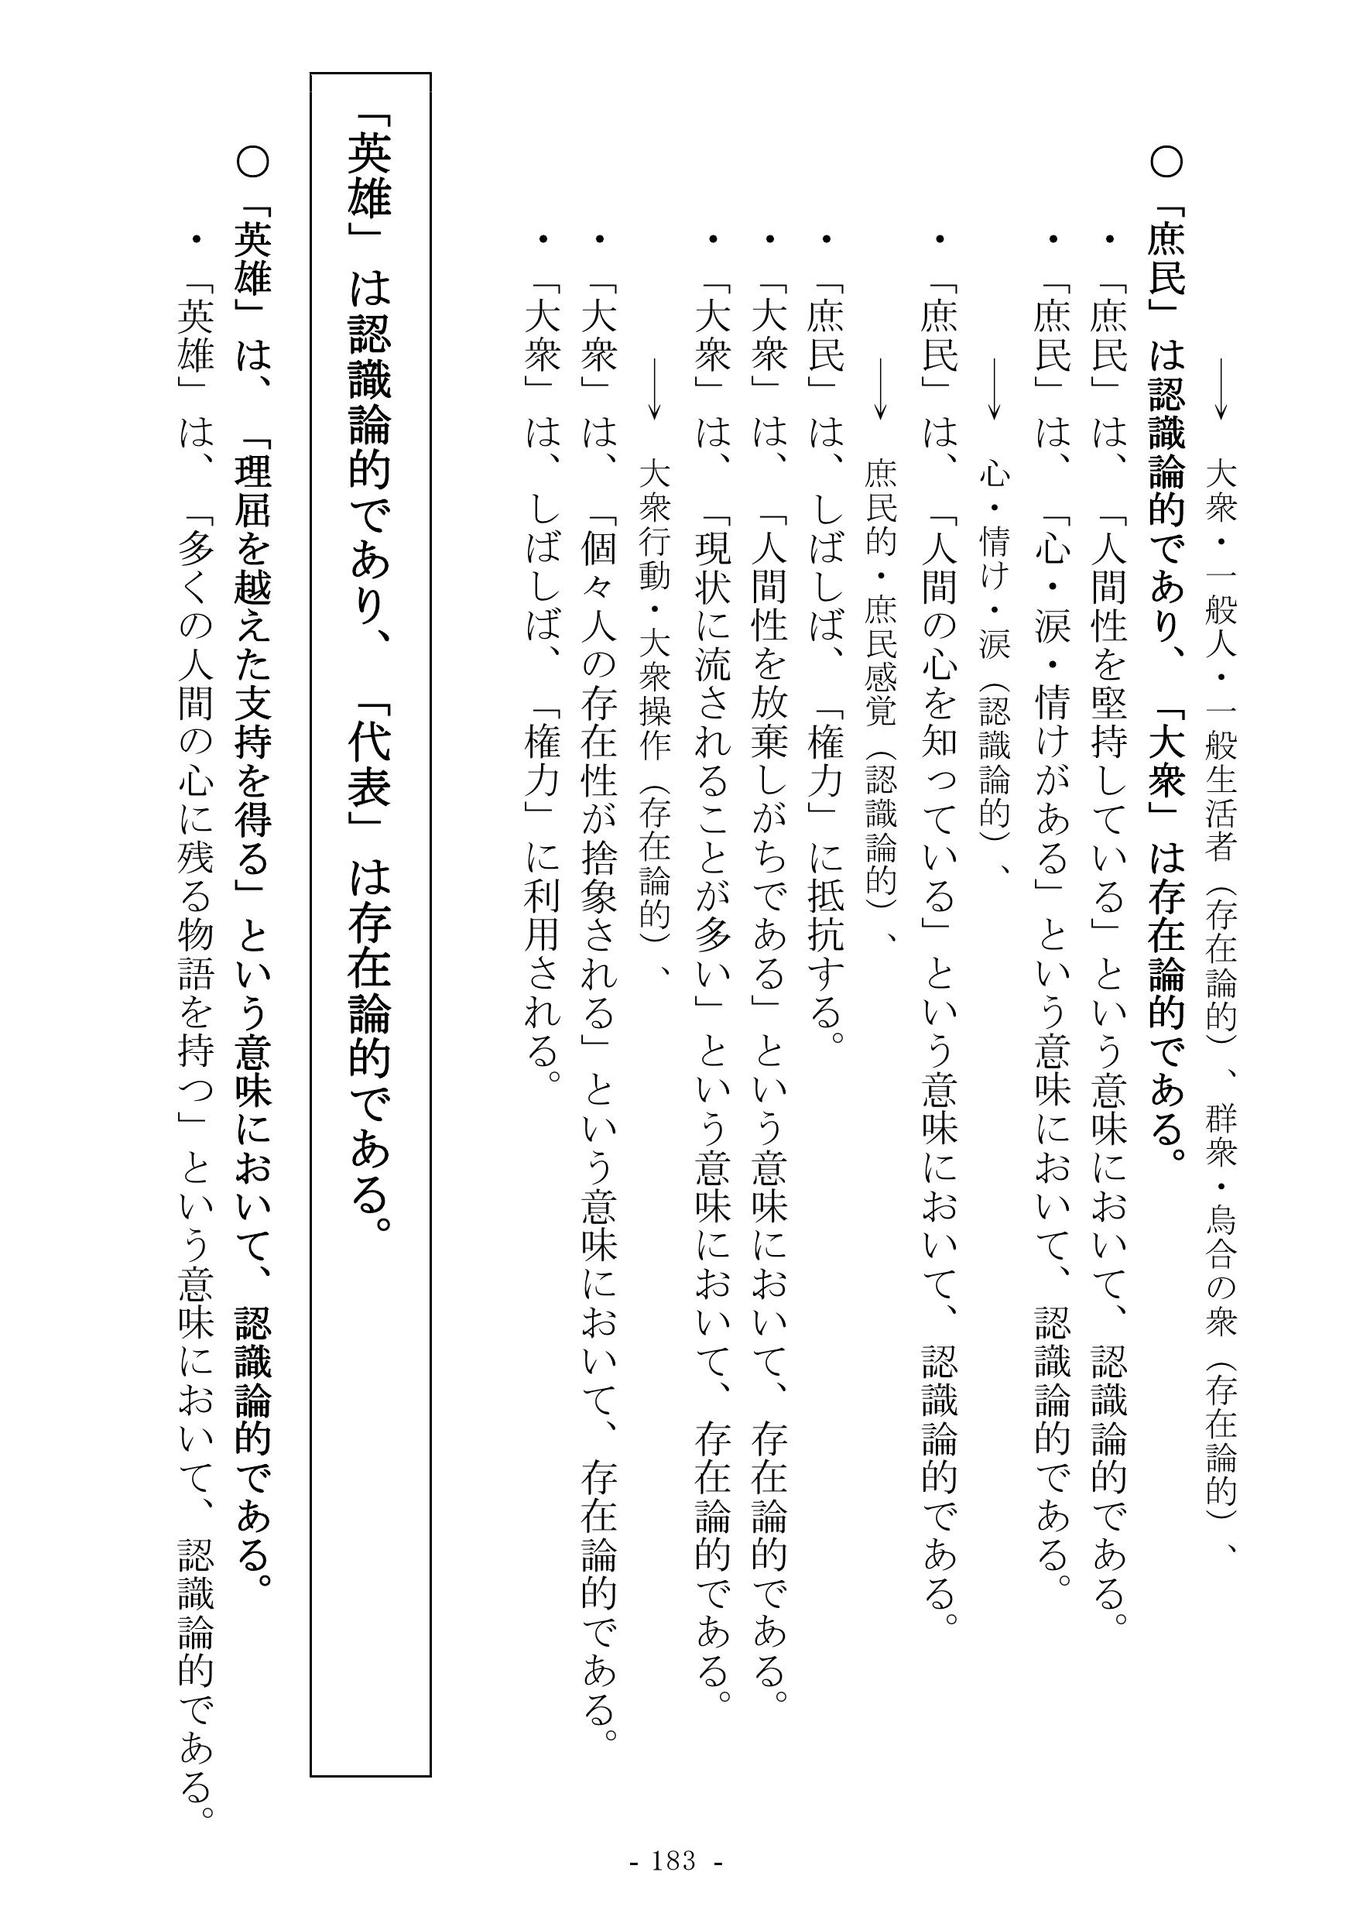 → 大衆・一般人・一般生活者（存在論的）、群衆・烏合の衆（存在論的）、
○「庶民」は認識論的であり、「大衆」は存在論的である。
・「庶民」は、「人間性を堅持している」という意味において、認識論的である。
・「庶民」は、「心・涙・情けがある」という意味において、認識論的である。
→ 心・情け・涙（認識論的）、
・「庶民」は、「人間の心を知っている」という意味において、認識論的である。
→ 庶民的・庶民感覚（認識論的）、
・「庶民」は、しばしば、「権力」に抵抗する。
・「大衆」は、「人間性を放棄しがちである」という意味において、存在論的である。
・「大衆」は、「現状に流されることが多い」という意味において、存在論的である。
→ 大衆行動・大衆操作（存在論的）、
・「大衆」は、「個々人の存在性が捨象される」という意味において、存在論的である。
・「大衆」は、しばしば、「権力」に利用される。
「英雄」は認識論的であり、「代表」は存在論的である。
○「英雄」は、「理屈を越えた支持を得る」という意味において、認識論的である。
・「英雄」は、「多くの人間の心に残る物語を持つ」という意味において、認識論的である。
- 183 -